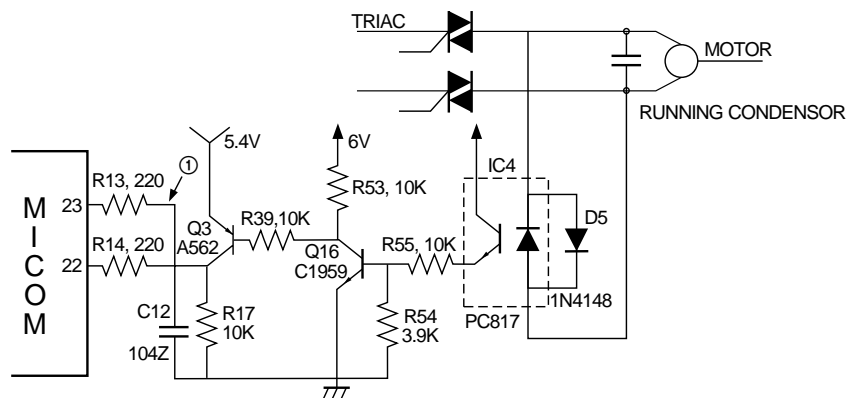 TRIAC
MOTOR
RUNNING CONDENSOR
5.4V
6V
IC4
①
R13, 220
R53, 10K
23
Q3
A562
R39,10K
D5
MICOM
R14, 220
Q16
C1959
R55, 10K
22
C12
104Z
R17
10K
R54
3.9K
1N4148
PC817